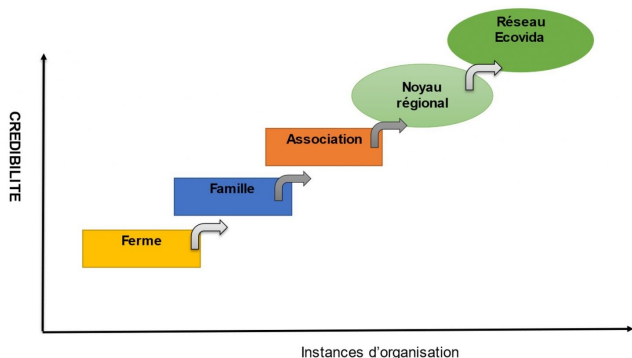 Réseau
Ecovida
Noyau
régional
Association
Famille
Ferme
CREDIBILITE
Instances d'organisation